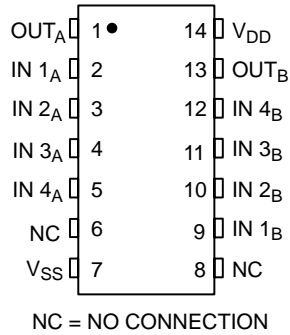 OUTA 1 14 VDD
IN 1A 2 13 OUTB
IN 2A 3 12 IN 4B
IN 3A 4 11 IN 3B
IN 4A 5 10 IN 2B
NC 6 9 IN 1B
VSS 7 8 NC
NC = NO CONNECTION